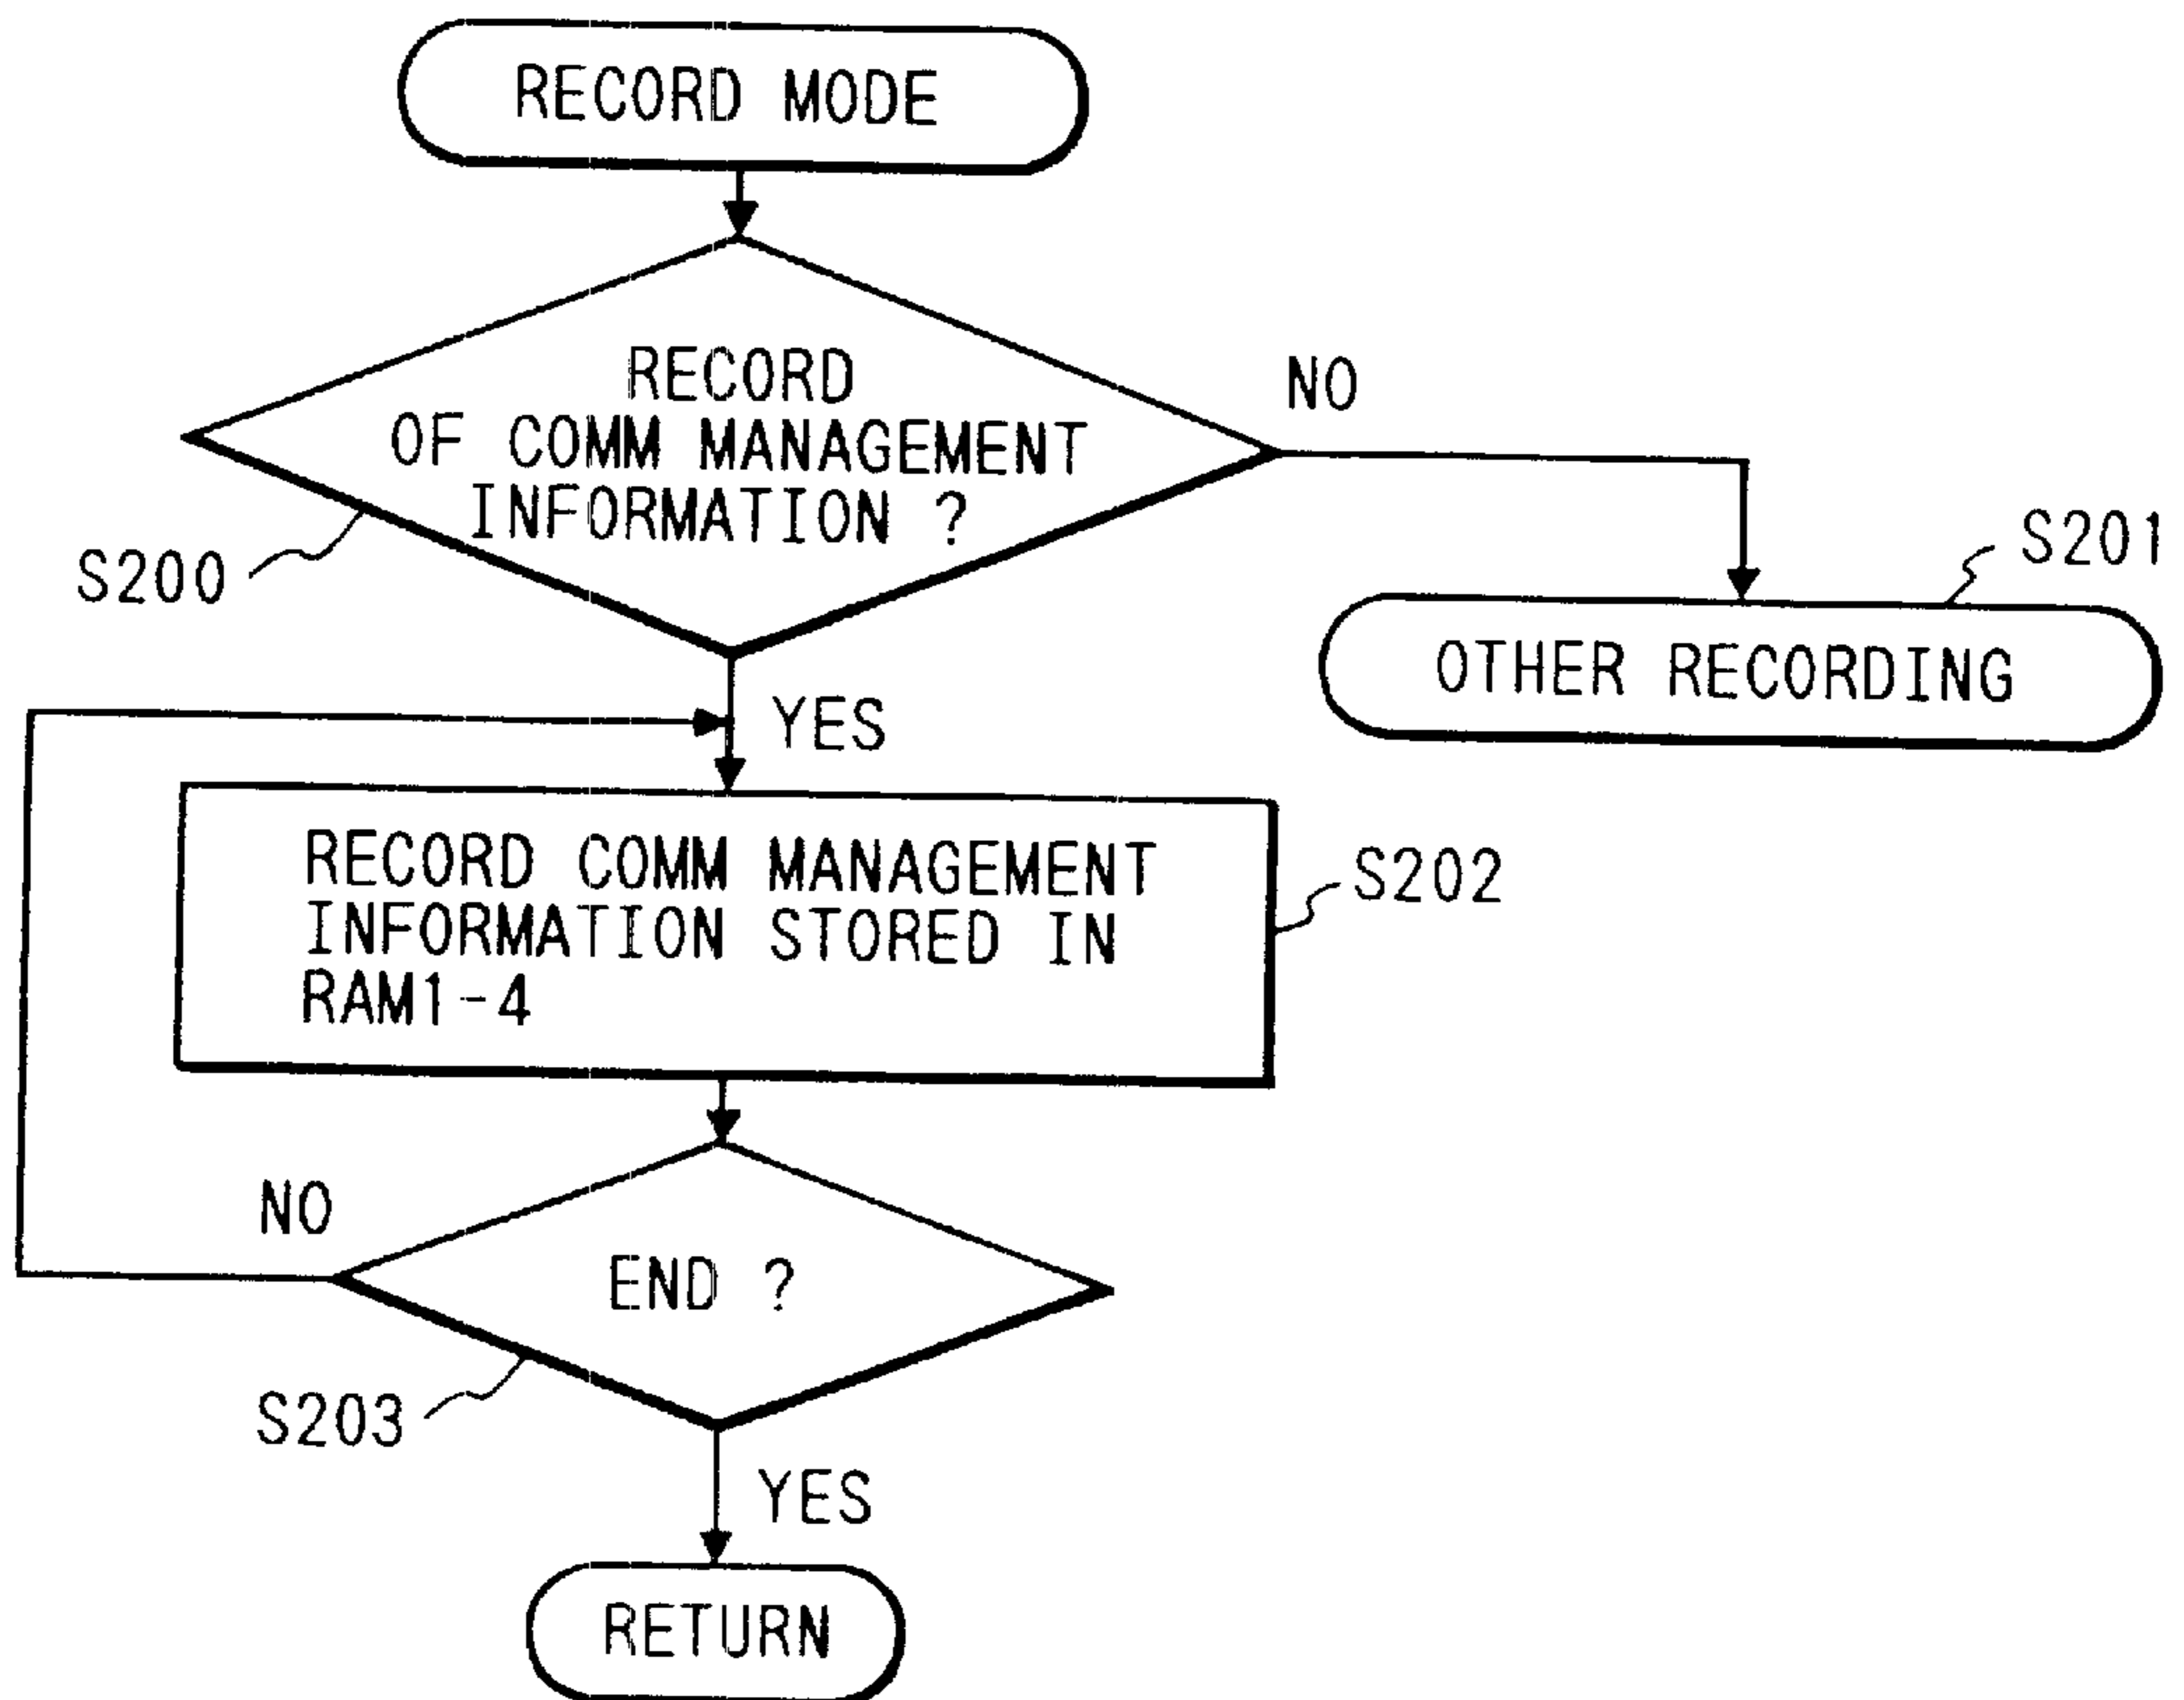 RECORD MODE
RECORD
OF COMM MANAGEMENT
INFORMATION ?
NO
S200
S201
OTHER RECORDING
YES
RECORD COMM MANAGEMENT
INFORMATION STORED IN
RAM1-4
S202
NO
END ?
S203
YES
RETURN